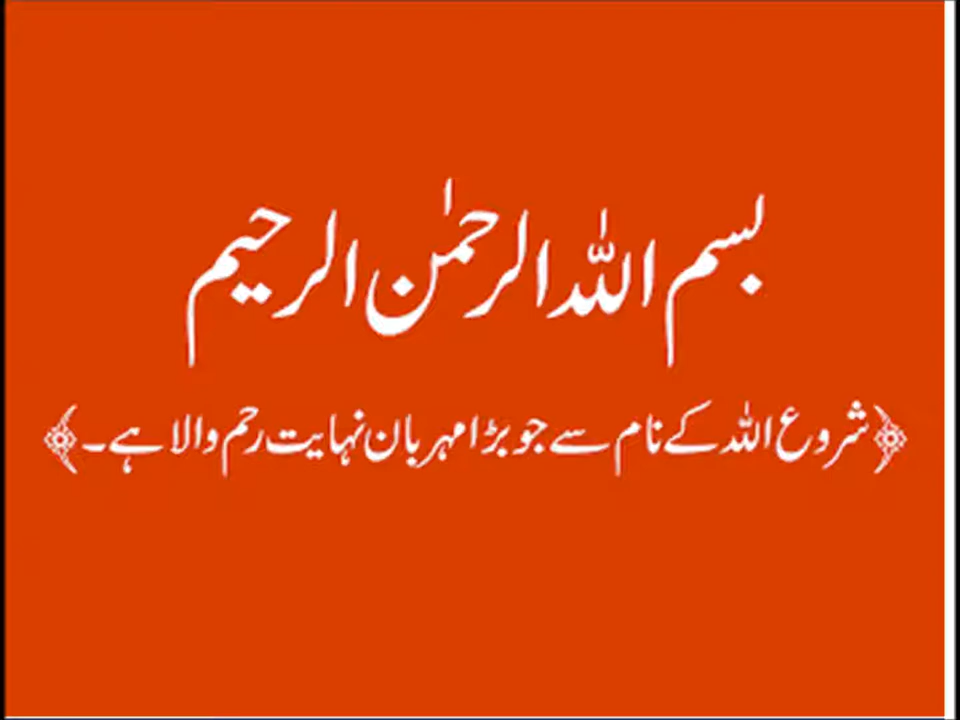 بسم اللہ الرحمٰن الرحیم
﴿شروع اللہ کے نام سے جو بڑا مہربان نہایت رحم والا ہے۔﴾